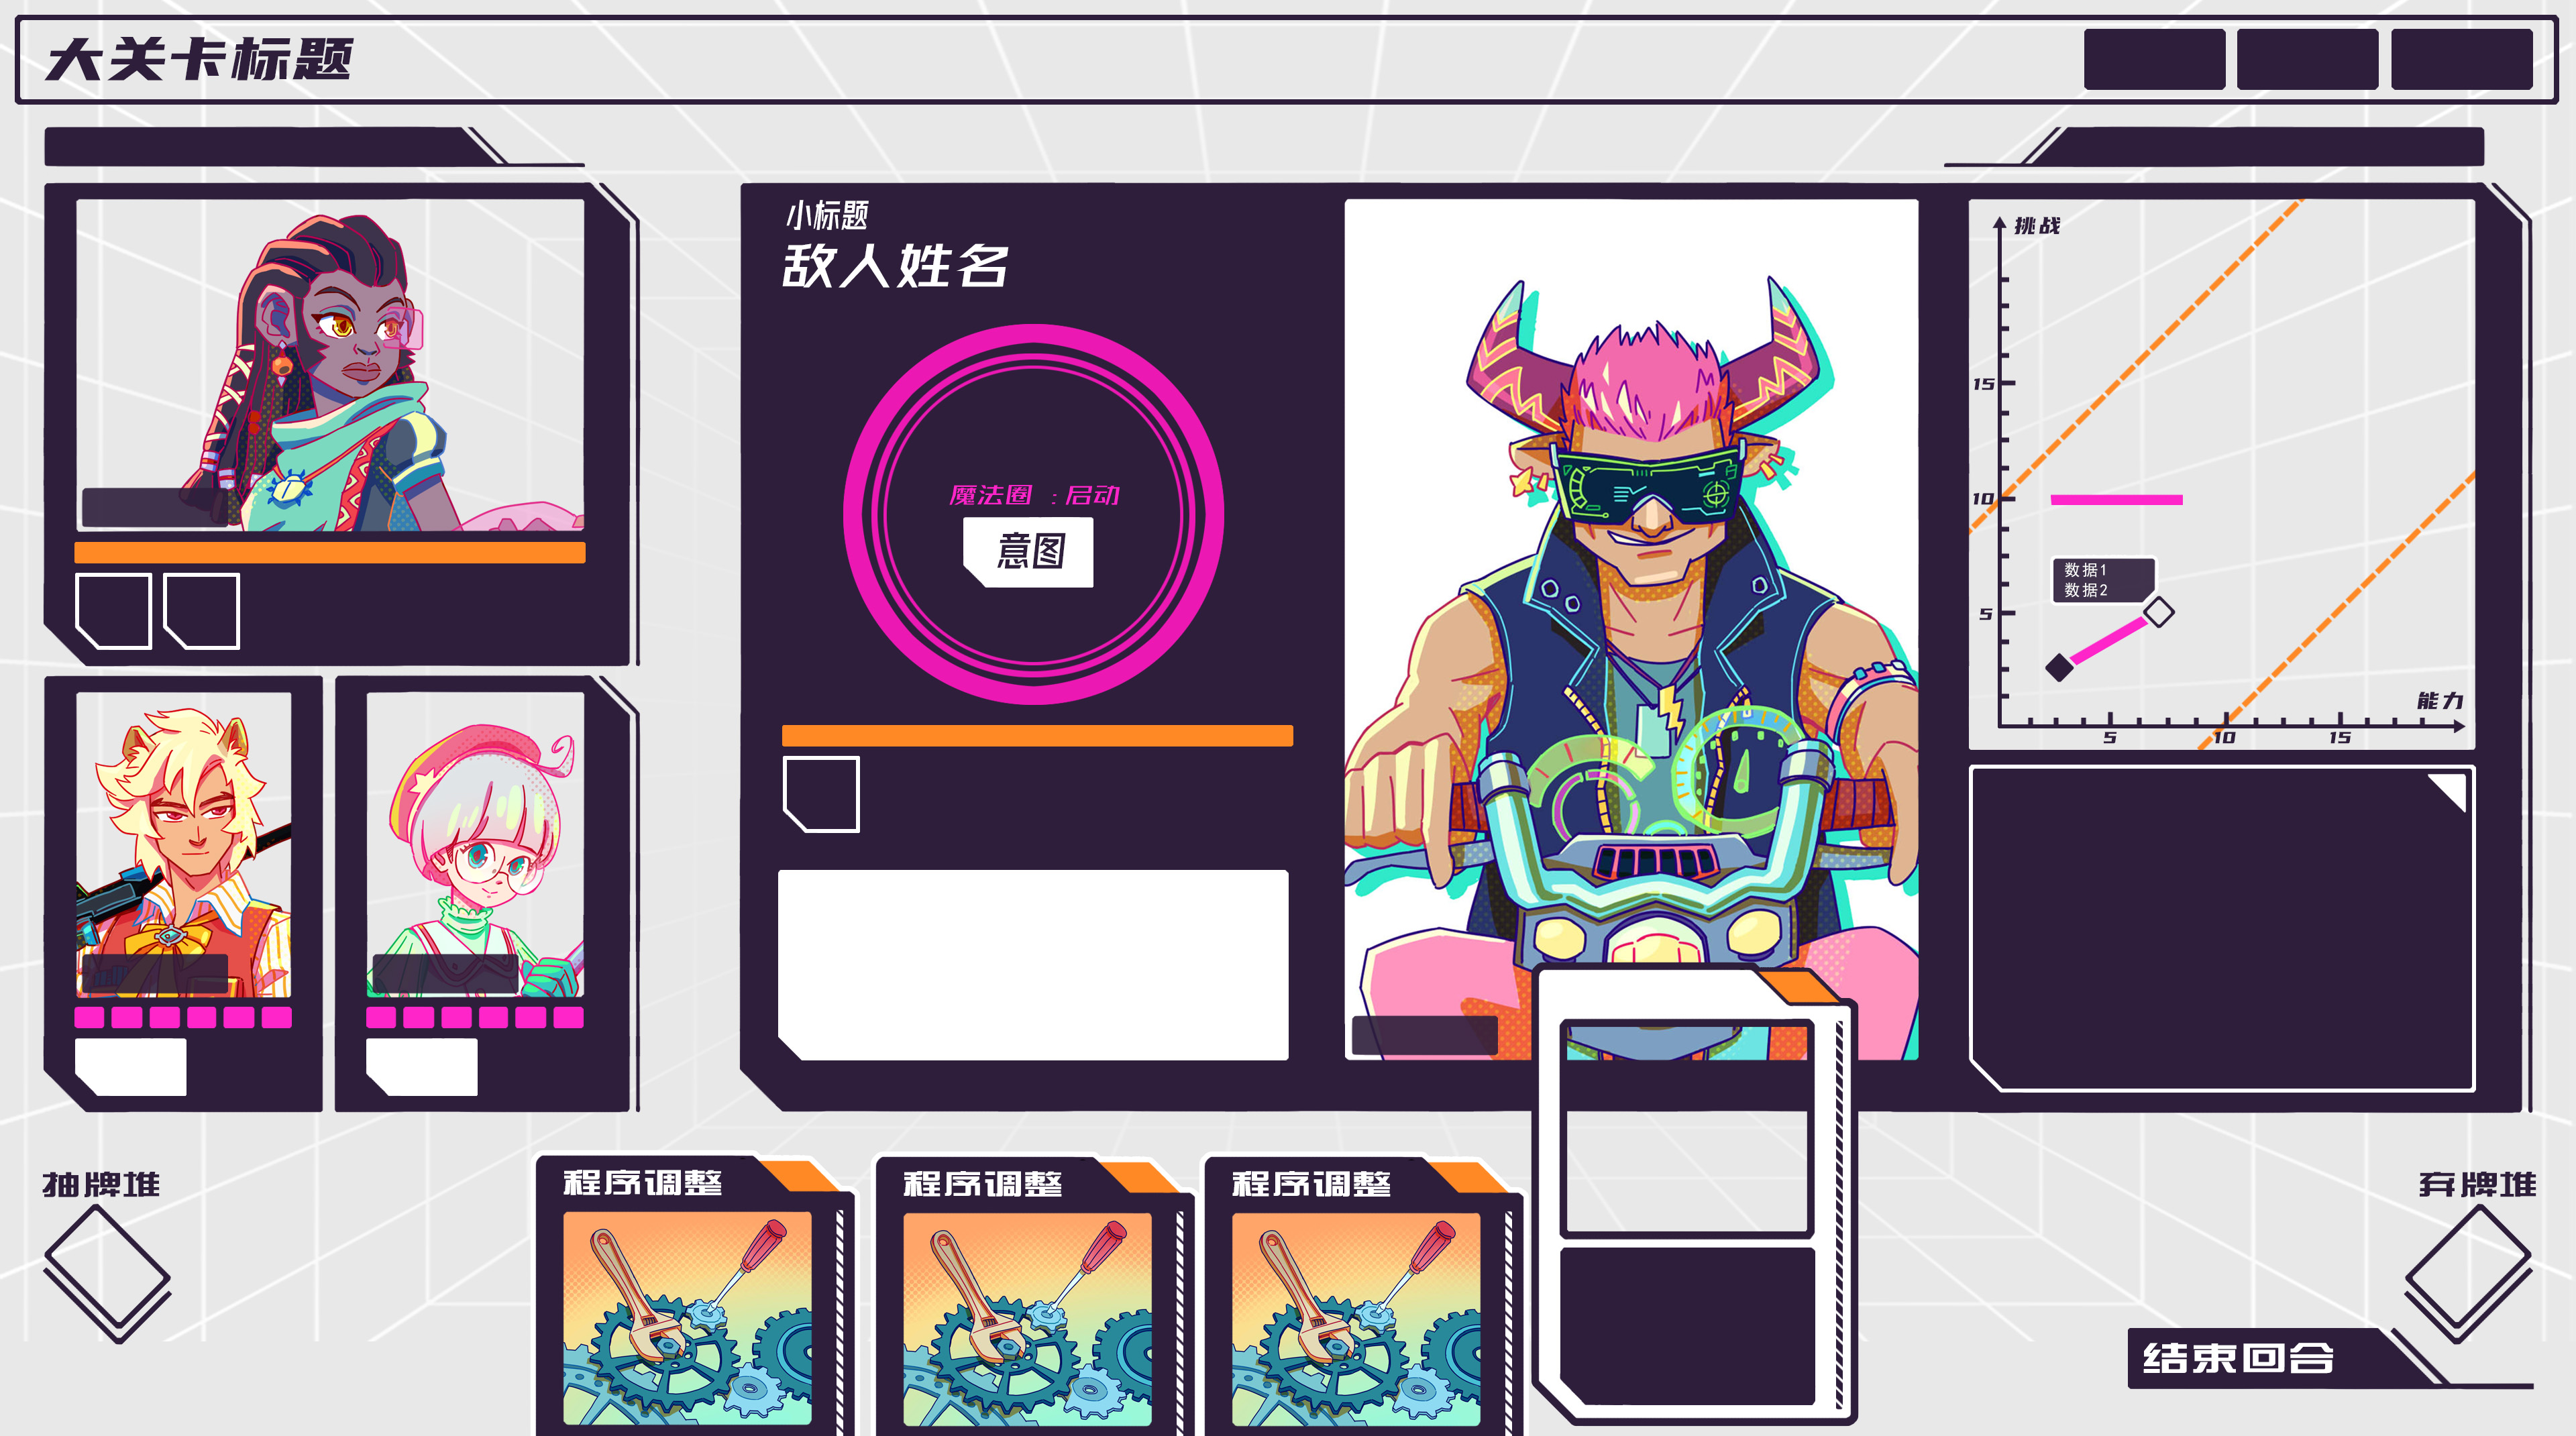 大关卡标题
小标题
敌人姓名
魔法圈 :启动
意图
挑战
15
10
5
数据1
数据2
能力
5
10
15
抽牌堆
程序调整
程序调整
程序调整
弃牌堆
结束回合